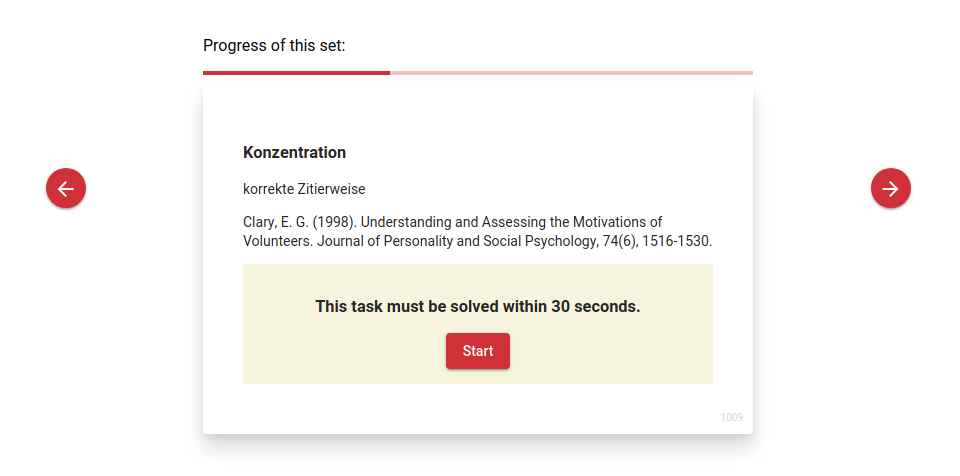 Progress of this set:
Konzentration
korrekte Zitierweise
Clary, E. G. (1998). Understanding and Assessing the Motivations of
Volunteers. Journal of Personality and Social Psychology, 74(6), 1516-1530.
This task must be solved within 30 seconds.
Start
1009